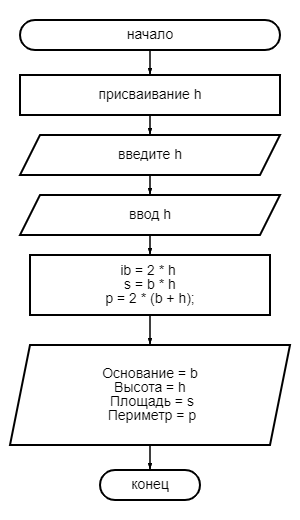 начало
присваивание h
введите h
ввод h
ib = 2 * h
s = b * h
p = 2 * (b + h);
Основание = b
Высота = h
Площадь = s
Периметр = p
конец